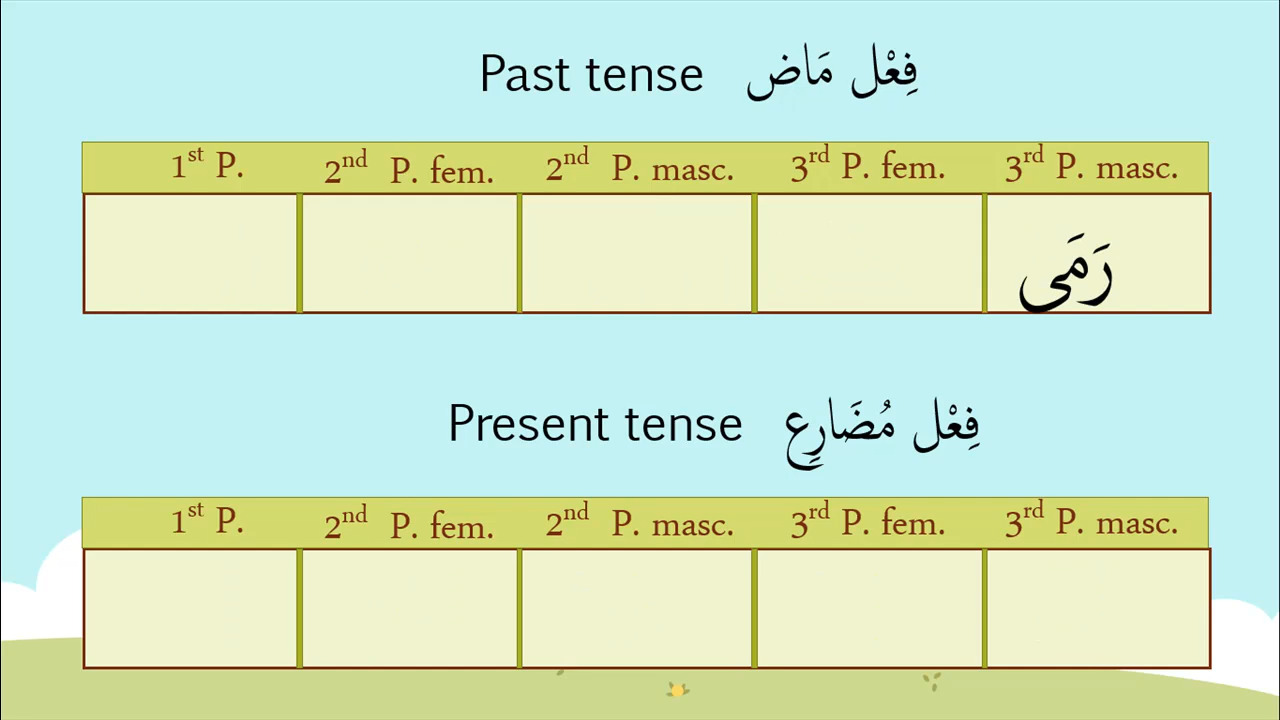 Past tense فِعْل مَاض
1st P. 2nd P. fem. 2nd P. masc. 3rd P. fem. 3rd P. masc.
رَمَى
Present tense فِعْل مُضَارِع
1st P. 2nd P. fem. 2nd P. masc. 3rd P. fem. 3rd P. masc.